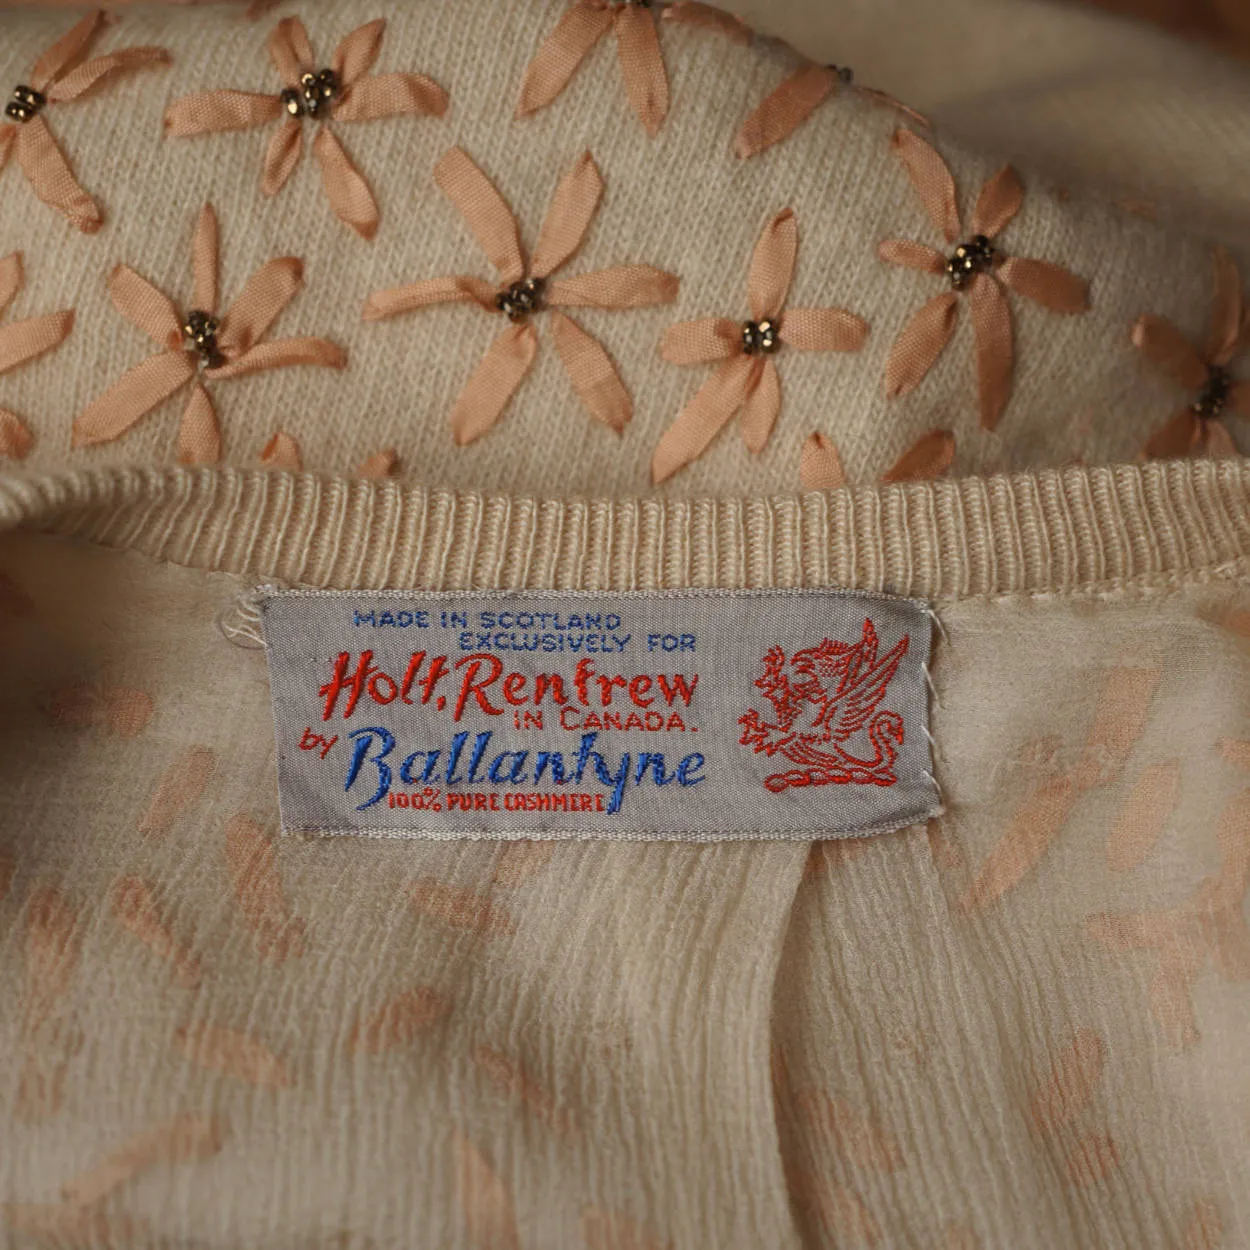 MADE IN SCOTLAND
EXCLUSIVELY FOR
Holt, Renfrew
IN CANADA.
by Ballantyne
100% PURE CASHMERE